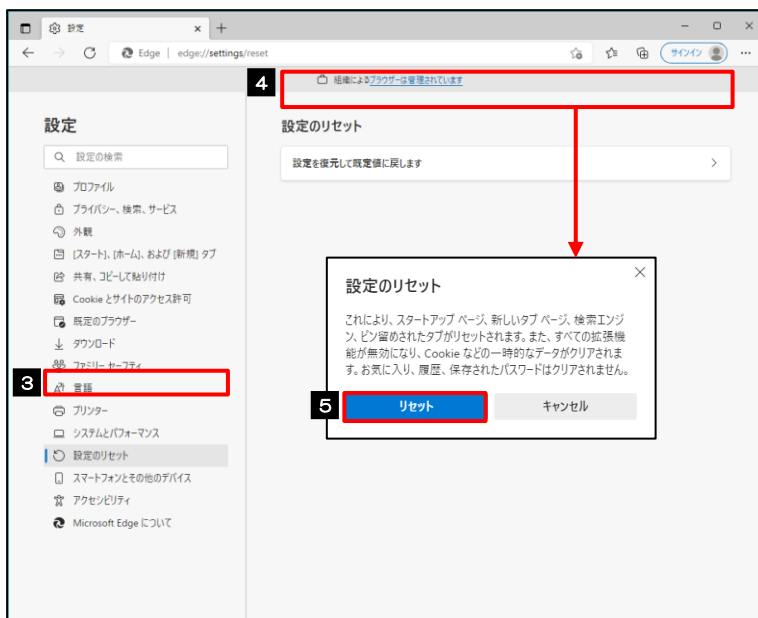 設定
Edge | edge://settings/reset
サインイン
4
組織によるブラウザーは管理されています
設定
設定の検索
プロファイル
プライバシー、検索、サービス
外観
[スタート]、[ホーム]、および [新規] タブ
共有、コピーして貼り付け
Cookie とサイトのアクセス許可
既定のブラウザー
ダウンロード
ファミリー セーフティ
3
言語
プリンター
システムとパフォーマンス
設定のリセット
スマートフォンとその他のデバイス
アクセシビリティ
Microsoft Edge について
設定のリセット
設定を復元して既定値に戻します
設定のリセット
これにより、スタートアップ ページ、新しいタブ ページ、検索エンジ
ン、ピン留めされたタブがリセットされます。また、すべての拡張機
能が無効になり、Cookie などの一時的なデータがクリアされま
す。お気に入り、履歴、保存されたパスワードはクリアされません。
5
リセット
キャンセル